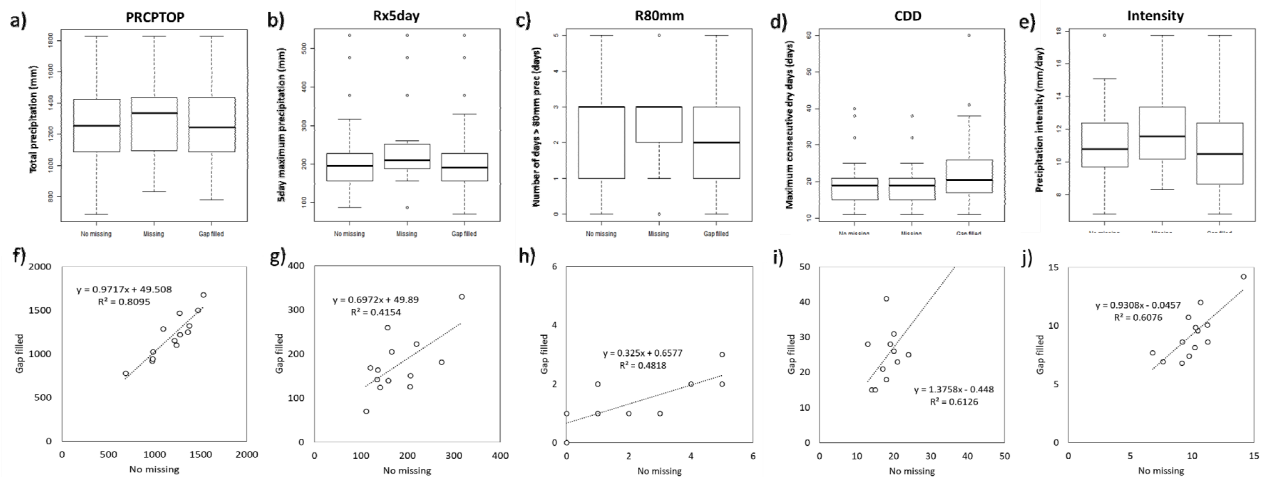 a) PRCPTOP
Total precipitation (mm)
1800
1600
1400
1200
1000
800
No missing Missing Gap filled
b) Rx5day
5day maximum precipitation (mm)
500
400
300
200
100
No missing Missing Gap filled
c) R80mm
Number of days > 80mm prec (days)
5
4
3
2
1
0
No missing Missing Gap filled
d) CDD
Maximum consecutive dry days (days)
60
50
40
30
20
10
No missing Missing Gap filled
e) Intensity
Precipitation intensity (mm/day)
18
16
14
12
10
8
No missing Missing Gap filled
f)
Gap filled
2000
1500
1000
500
0
y = 0.9717x + 49.508
R² = 0.8095
0 500 1000 1500 2000
No missing
g)
Gap filled
400
300
200
100
0
y = 0.6972x + 49.89
R² = 0.4154
0 100 200 300 400
No missing
h)
Gap filled
6
4
2
0
y = 0.325x + 0.6577
R² = 0.4818
0 2 4 6
No missing
i)
Gap filled
50
40
30
20
10
0
y = 1.3758x - 0.448
R² = 0.6126
0 10 20 30 40 50
No missing
j)
Gap filled
15
10
5
0
y = 0.9308x - 0.0457
R² = 0.6076
0 5 10 15
No missing